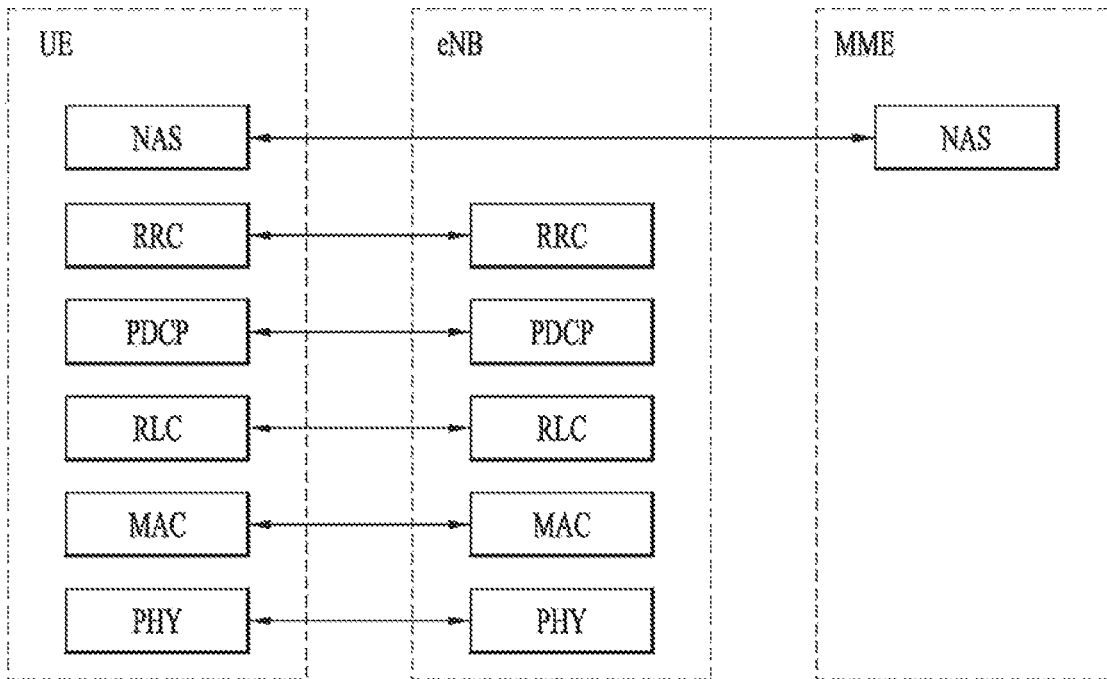 UE eNB MME
NAS NAS
RRC RRC
PDCP PDCP
RLC RLC
MAC MAC
PHY PHY